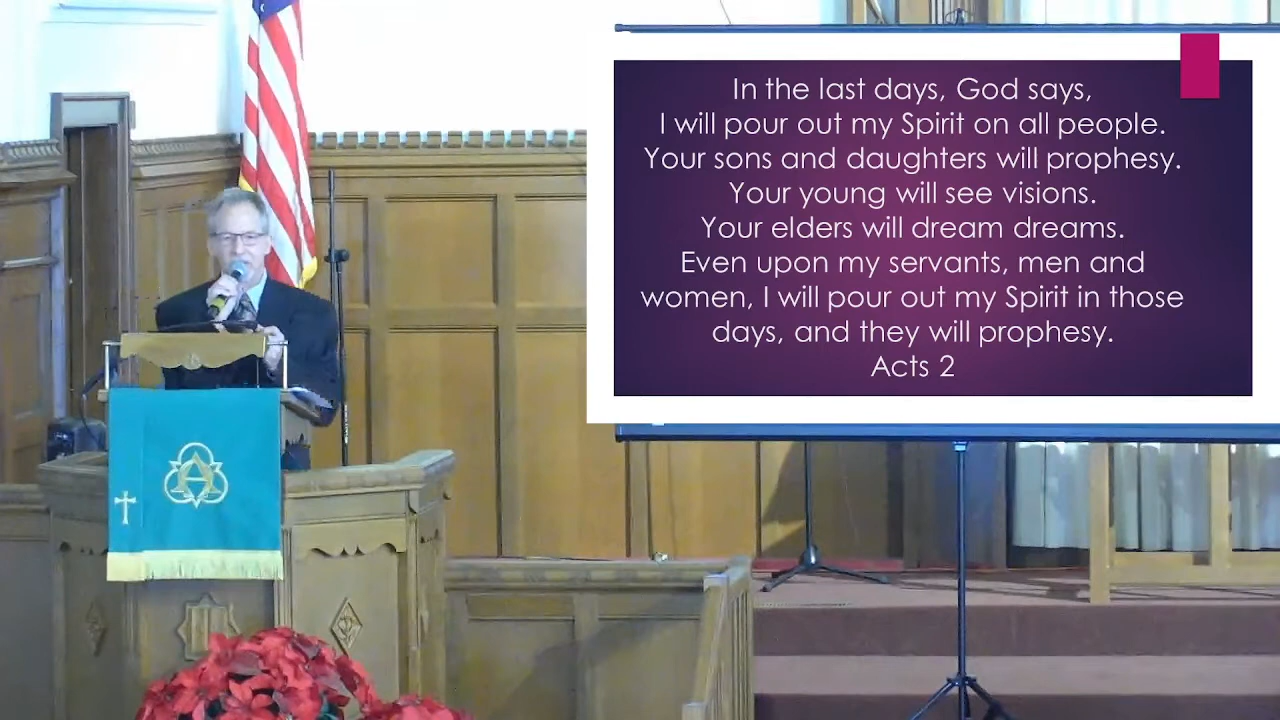 In the last days, God says,
I will pour out my Spirit on all people.
Your sons and daughters will prophesy.
Your young will see visions.
Your elders will dream dreams.
Even upon my servants, men and
women, I will pour out my Spirit in those
days, and they will prophesy.
Acts 2